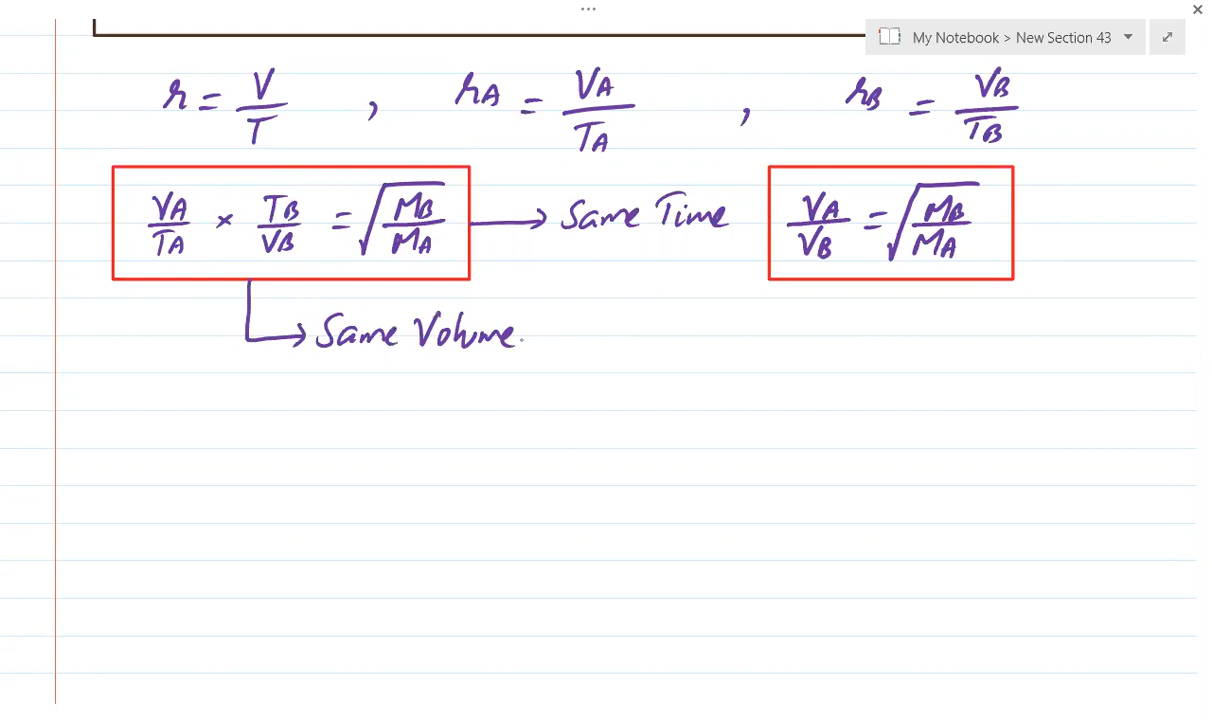 My Notebook > New Section 43
r = V/T , rA = VA/TA , rB = VB/TB
VA/TA × TB/VB = √(MB/MA) → Same Time VA/VB = √(MB/MA)
→ Same Volume.